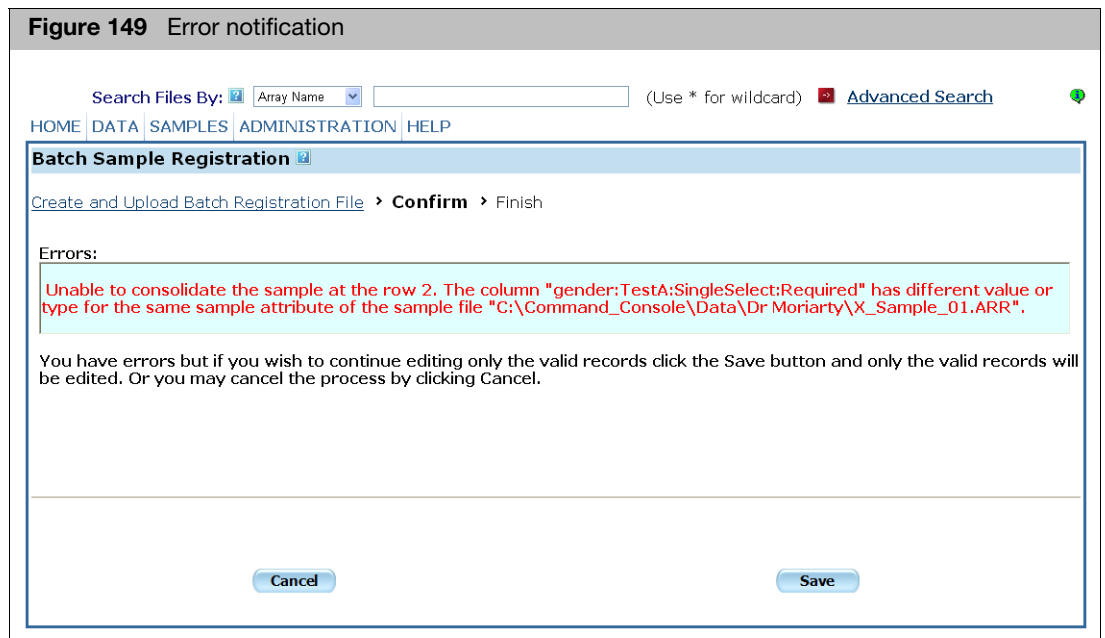 Figure 149 Error notification
Search Files By: ? Array Name (Use * for wildcard) Advanced Search
HOME DATA SAMPLES ADMINISTRATION HELP
Batch Sample Registration ?
Create and Upload Batch Registration File > Confirm > Finish
Errors:
Unable to consolidate the sample at the row 2. The column "gender:TestA:SingleSelect:Required" has different value or
type for the same sample attribute of the sample file "C:\Command_Console\Data\Dr Moriarty\X_Sample_01.ARR".
You have errors but if you wish to continue editing only the valid records click the Save button and only the valid records will
be edited. Or you may cancel the process by clicking Cancel.
Cancel Save